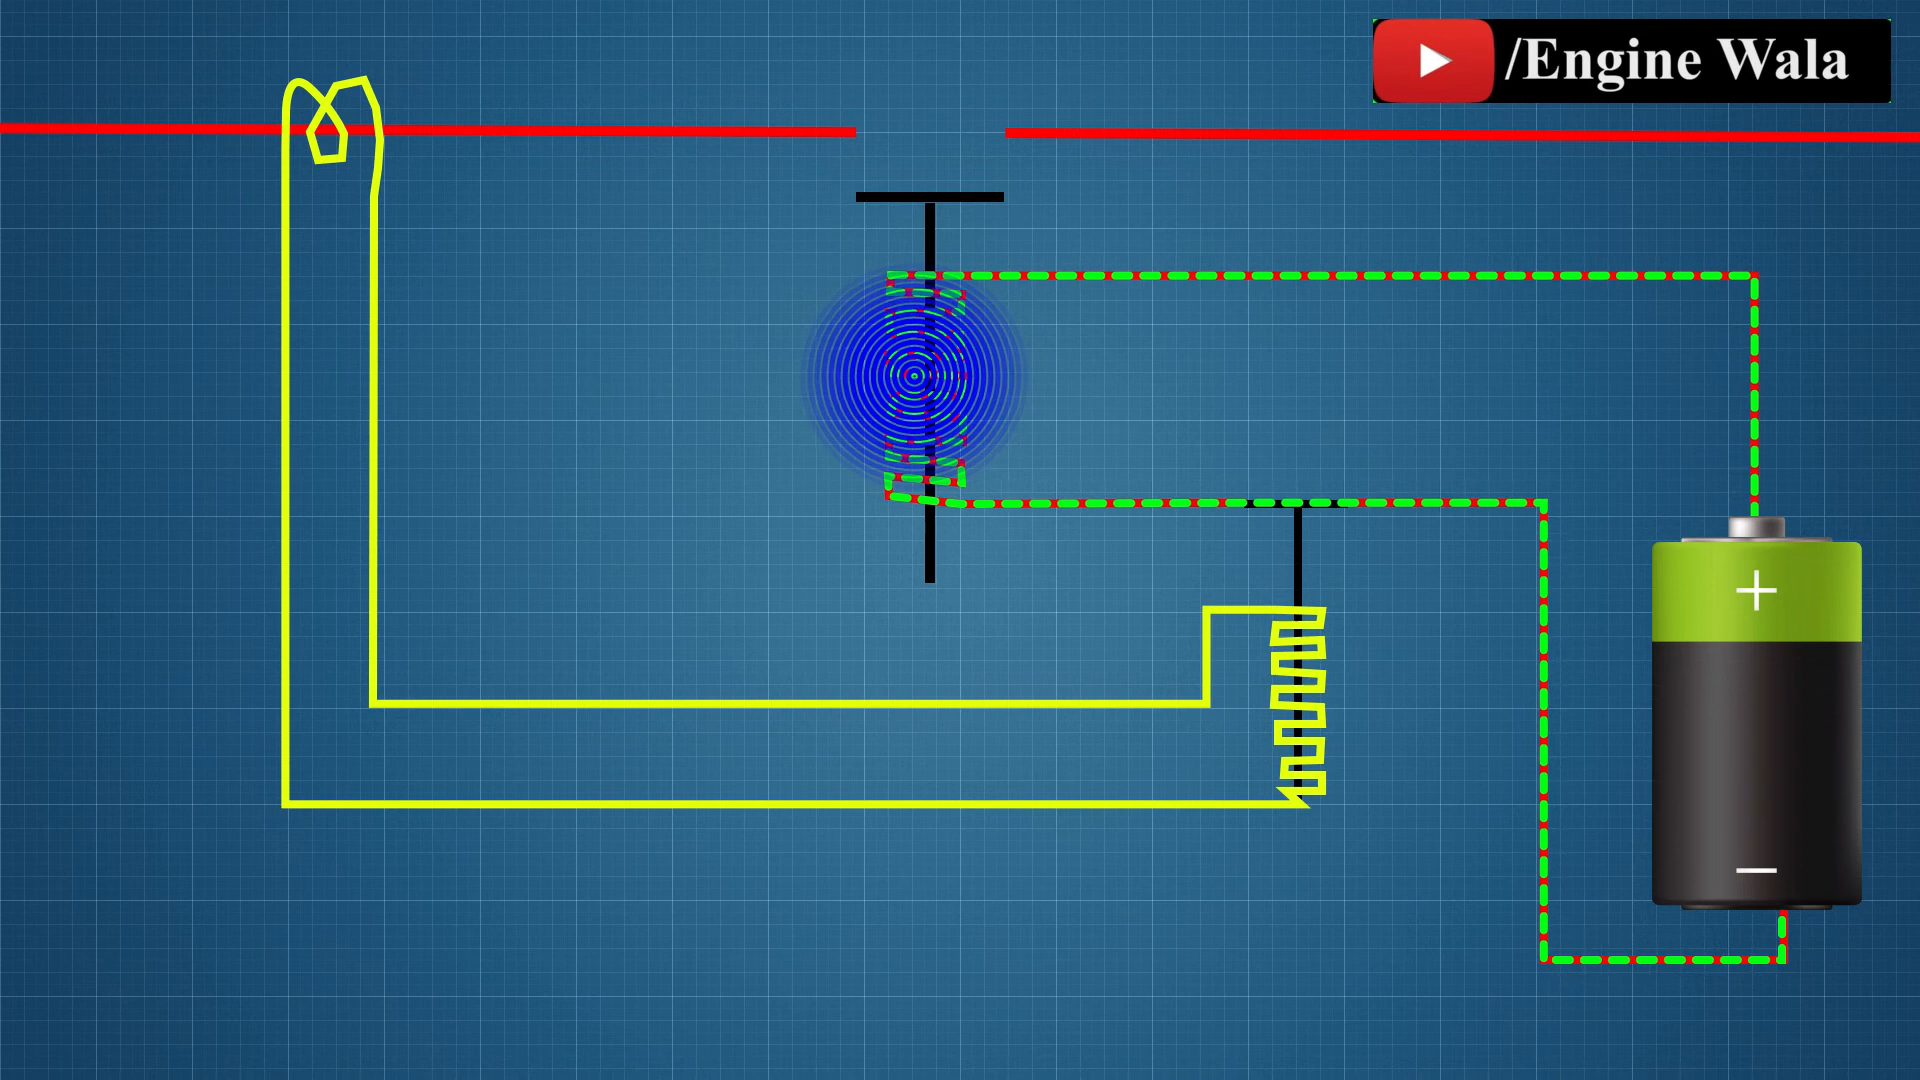 /Engine Wala
+
—